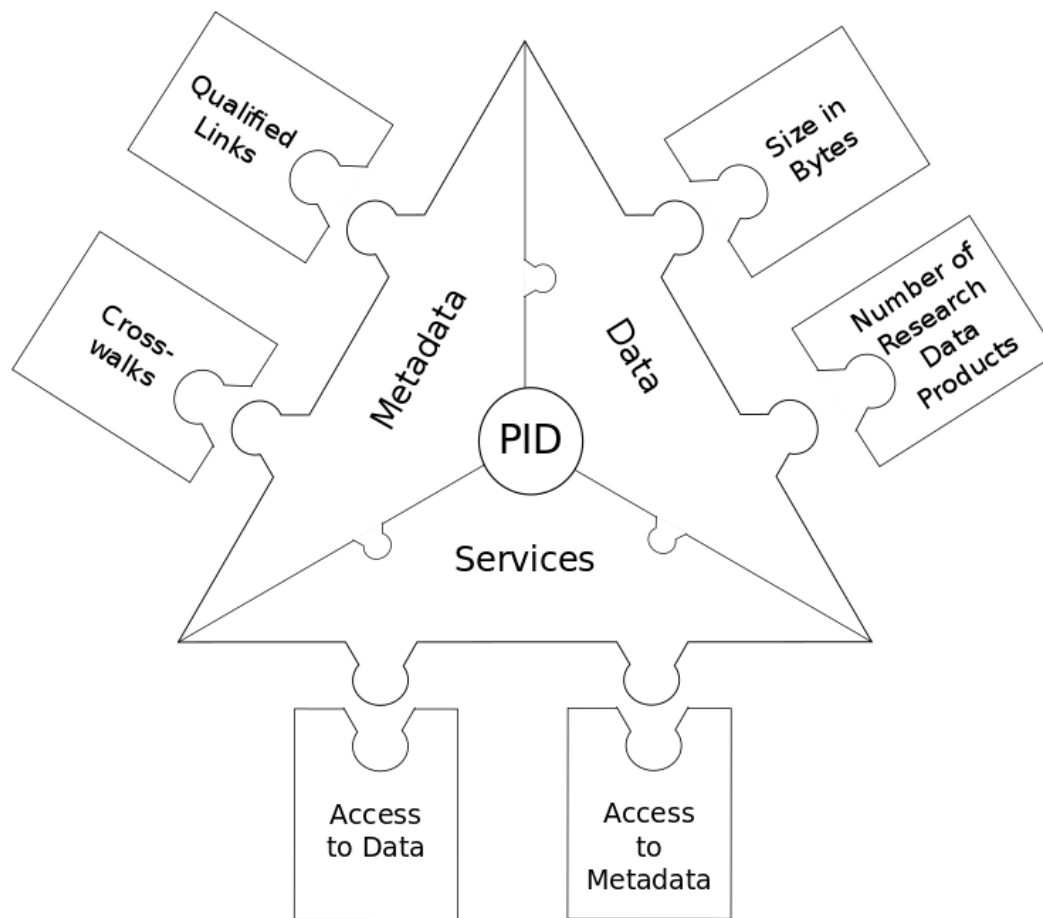 Qualified
Links
Size in
Bytes
Cross-
walks
Number of
Research
Data
Products
Metadata
Data
PID
Services
Access
to Data
Access
to
Metadata